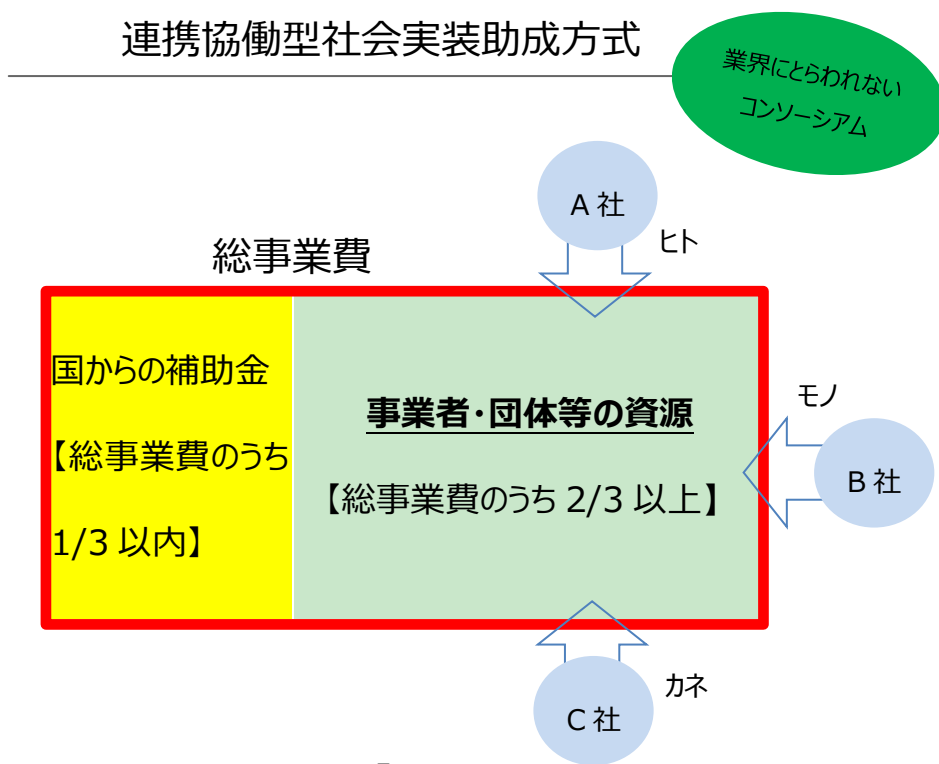 連携協働型社会実装助成方式
業界にとらわれない
コンソーシアム
A 社
ヒト
総事業費
国からの補助金
【総事業費のうち
1/3 以内】
事業者・団体等の資源
【総事業費のうち 2/3 以上】
モノ
B 社
カネ
C 社